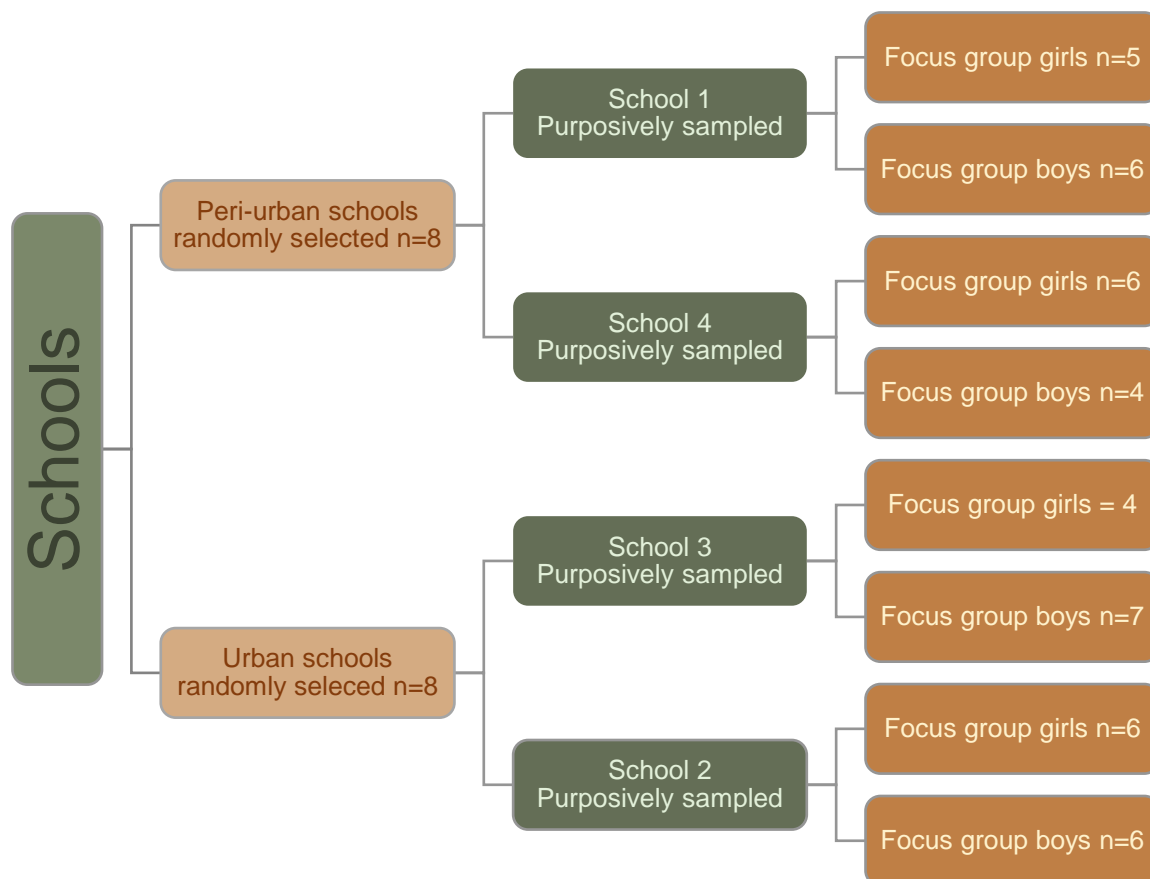 Schools
Peri-urban schools
randomly selected n=8
School 1
Purposively sampled
Focus group girls n=5
Focus group boys n=6
School 4
Purposively sampled
Focus group girls n=6
Focus group boys n=4
Urban schools
randomly seleced n=8
School 3
Purposively sampled
Focus group girls = 4
Focus group boys n=7
School 2
Purposively sampled
Focus group girls n=6
Focus group boys n=6